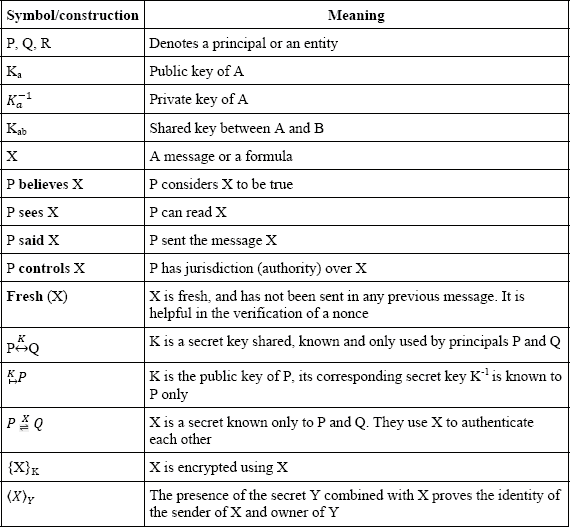 Symbol/construction Meaning
P, Q, R Denotes a principal or an entity
Kₐ Public key of A
Kₐ⁻¹ Private key of A
K_ab Shared key between A and B
X A message or a formula
P believes X P considers X to be true
P sees X P can read X
P said X P sent the message X
P controls X P has jurisdiction (authority) over X
Fresh (X) X is fresh, and has not been sent in any previous message. It is
helpful in the verification of a nonce
P K↔ Q K is a secret key shared, known and only used by principals P and Q
K↦ P K is the public key of P, its corresponding secret key K⁻¹ is known to
P only
P X⇌ Q X is a secret known only to P and Q. They use X to authenticate
each other
{X}_K X is encrypted using X
⟨X⟩_Y The presence of the secret Y combined with X proves the identity of
the sender of X and owner of Y